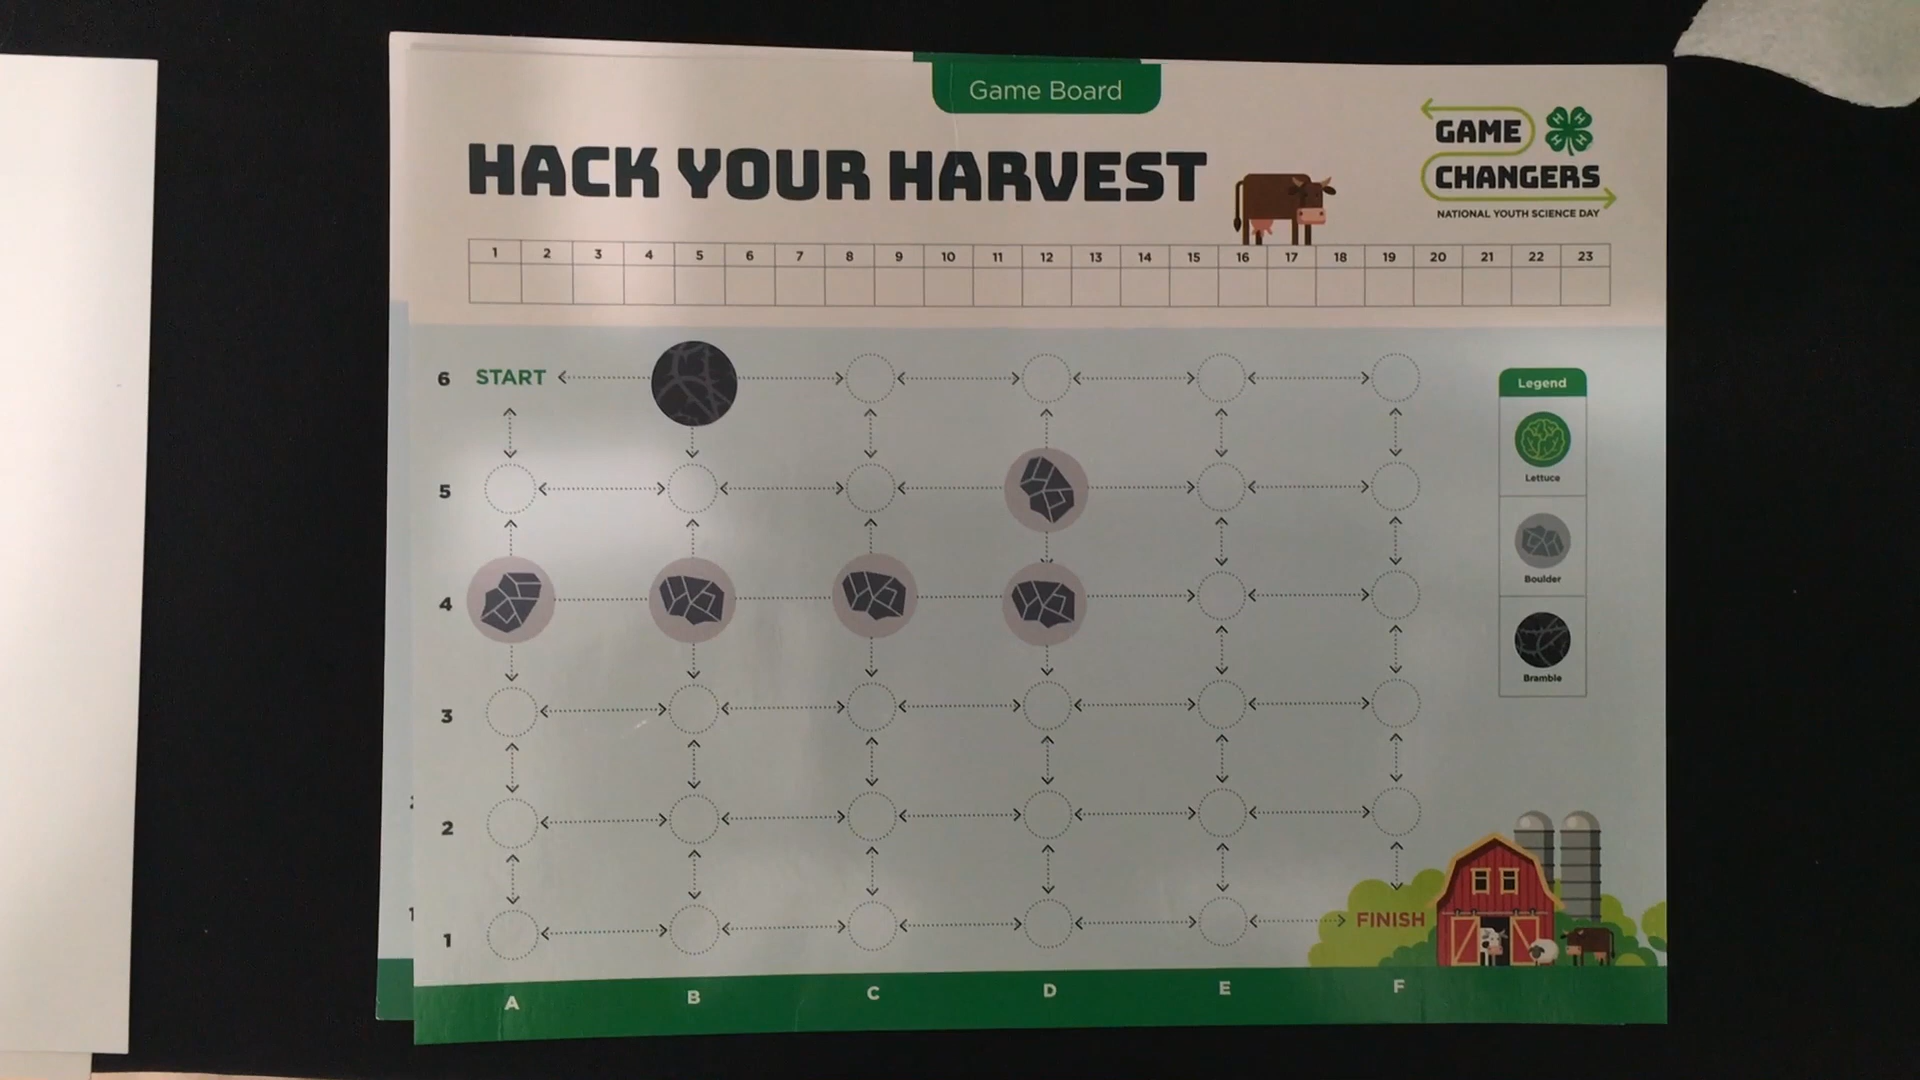 Game Board
HACK YOUR HARVEST
GAME
CHANGERS
NATIONAL YOUTH SCIENCE DAY
H H
H H
1 2 3 4 5 6 7 8 9 10 11 12 13 14 15 16 17 18 19 20 21 22 23
6 START
Legend
Lettuce
5
Boulder
4
Bramble
3
2
FINISH
1
A B C D E F